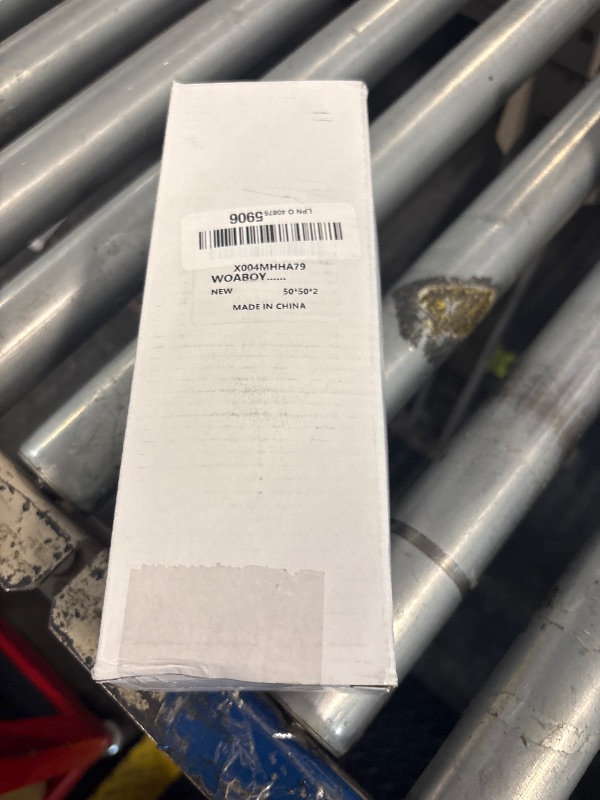 LPN Q 40875 5906
X004MHHA79
WOABOY......
NEW 50*50*2
MADE IN CHINA